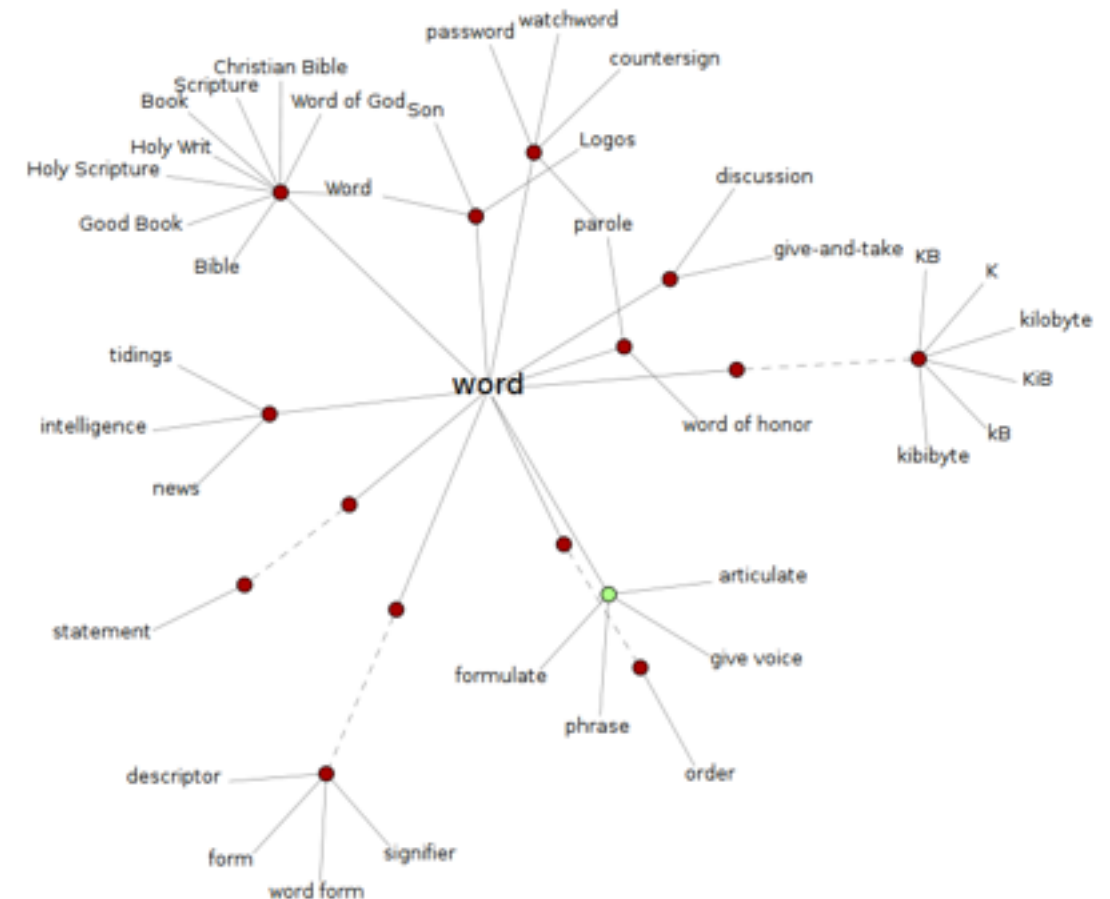 watchword
password
countersign
Christian Bible
Scripture
Book
Word of God
Son
Logos
Holy Writ
Holy Scripture
Word
discussion
Good Book
parole
give-and-take
KB
Bible
K
kilobyte
tidings
word
KiB
intelligence
word of honor
kB
kibibyte
news
articulate
statement
give voice
formulate
phrase
order
descriptor
signifier
form
word form